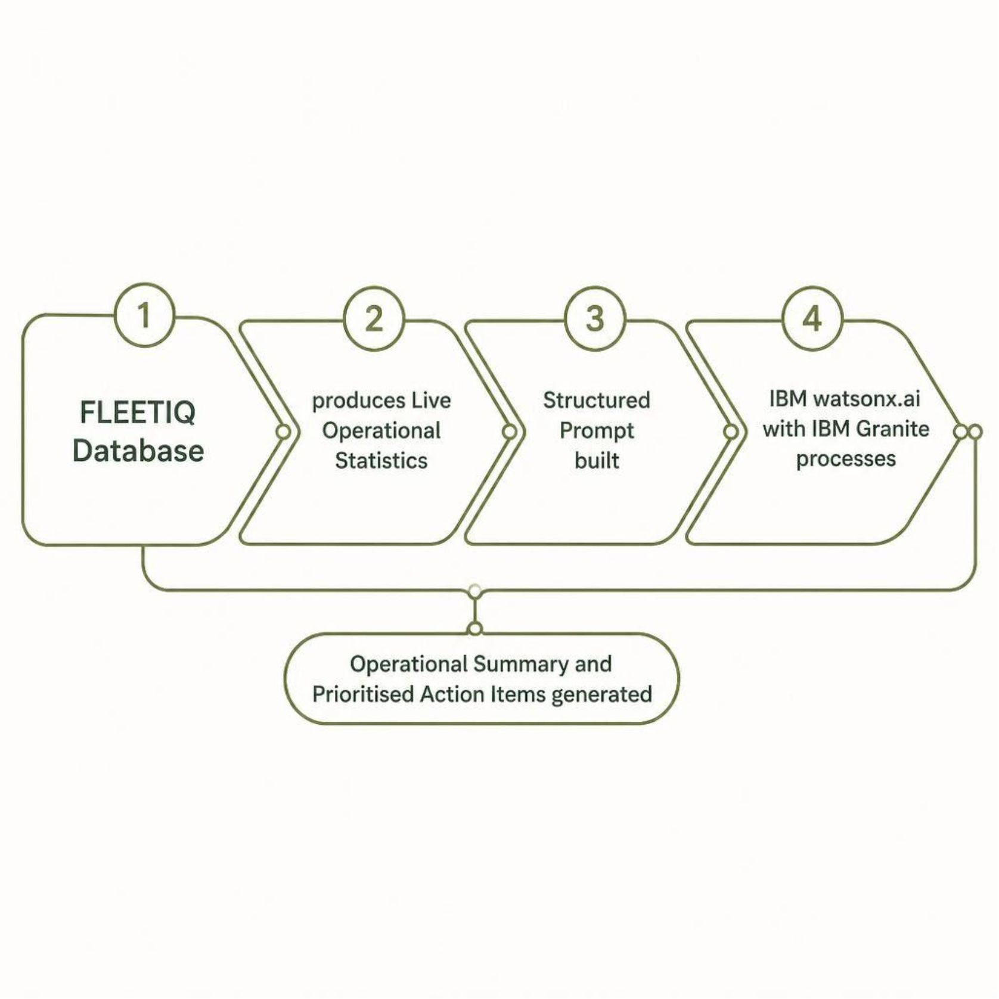 1
FLEETIQ
Database
2
produces Live
Operational
Statistics
3
Structured
Prompt
built
4
IBM watsonx.ai
with IBM Granite
processes
Operational Summary and
Prioritised Action Items generated